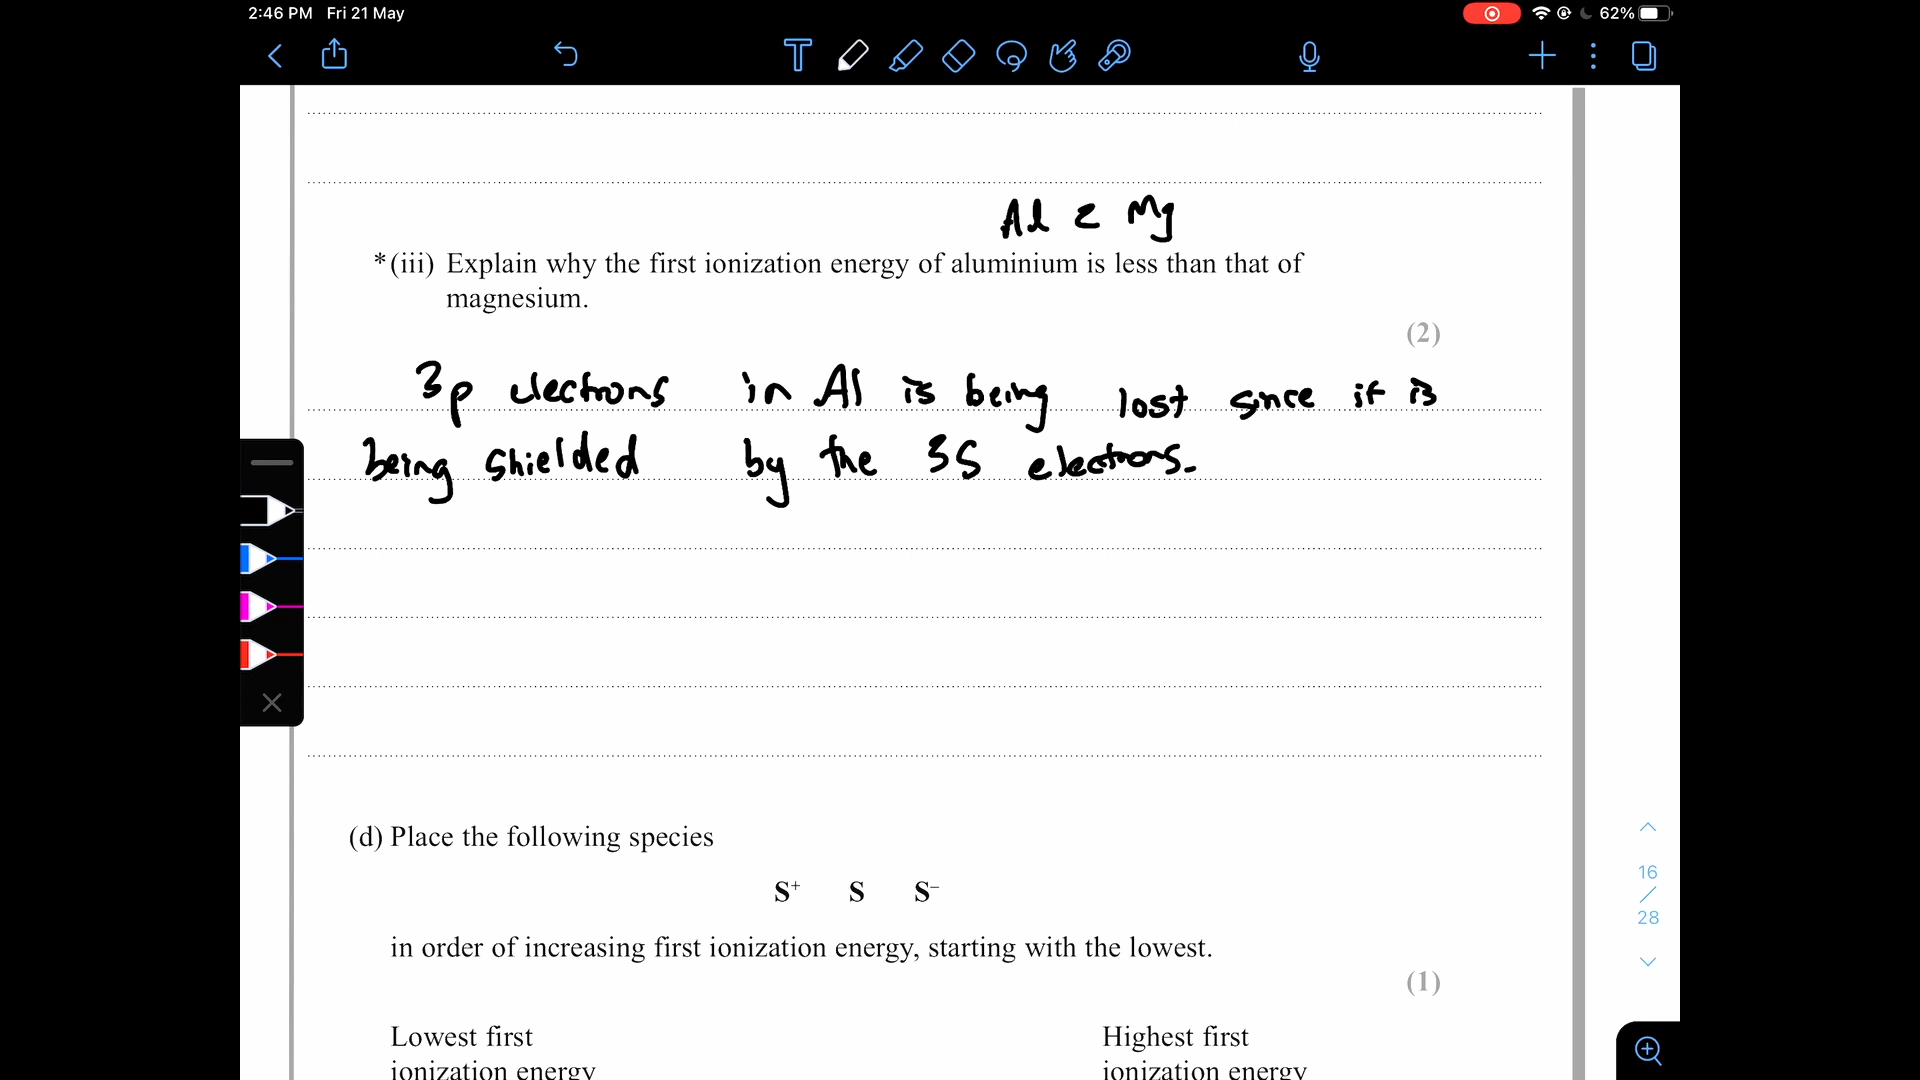 2:46 PM Fri 21 May
62%
Al < Mg
*(iii) Explain why the first ionization energy of aluminium is less than that of
magnesium.
(2)
3p electrons in Al is being lost since it is
being shielded by the 3s electrons.
(d) Place the following species
S⁺ S S⁻
in order of increasing first ionization energy, starting with the lowest.
(1)
Lowest first Highest first
ionization energy ionization energy
16
/
28